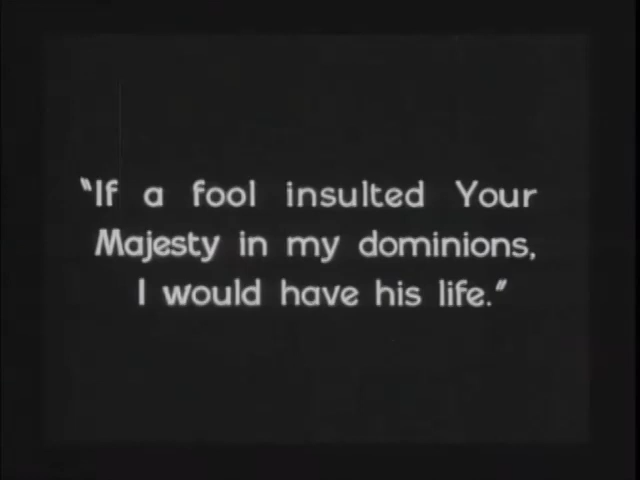 "If a fool insulted Your
Majesty in my dominions,
I would have his life."